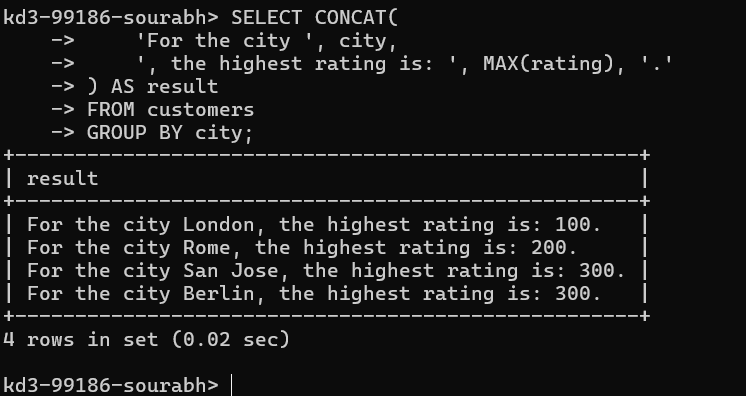 kd3-99186-sourabh> SELECT CONCAT(
    ->     'For the city ', city,
    ->     ', the highest rating is: ', MAX(rating), '.'
    -> ) AS result
    -> FROM customers
    -> GROUP BY city;
+---------------------------------------------------+
| result                                            |
+---------------------------------------------------+
| For the city London, the highest rating is: 100.   |
| For the city Rome, the highest rating is: 200.     |
| For the city San Jose, the highest rating is: 300. |
| For the city Berlin, the highest rating is: 300.   |
+---------------------------------------------------+
4 rows in set (0.02 sec)

kd3-99186-sourabh>